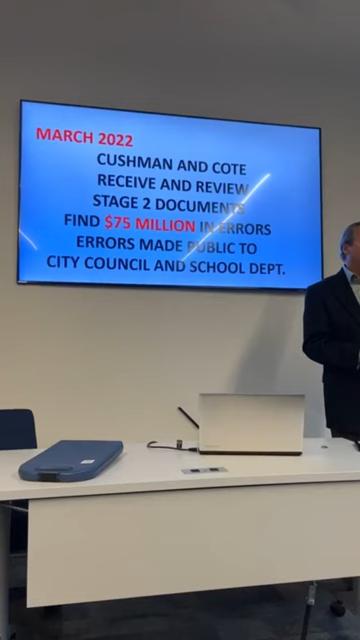 MARCH 2022
CUSHMAN AND COTE
RECEIVE AND REVIEW
STAGE 2 DOCUMENTS
FIND $75 MILLION IN ERRORS
ERRORS MADE PUBLIC TO
CITY COUNCIL AND SCHOOL DEPT.